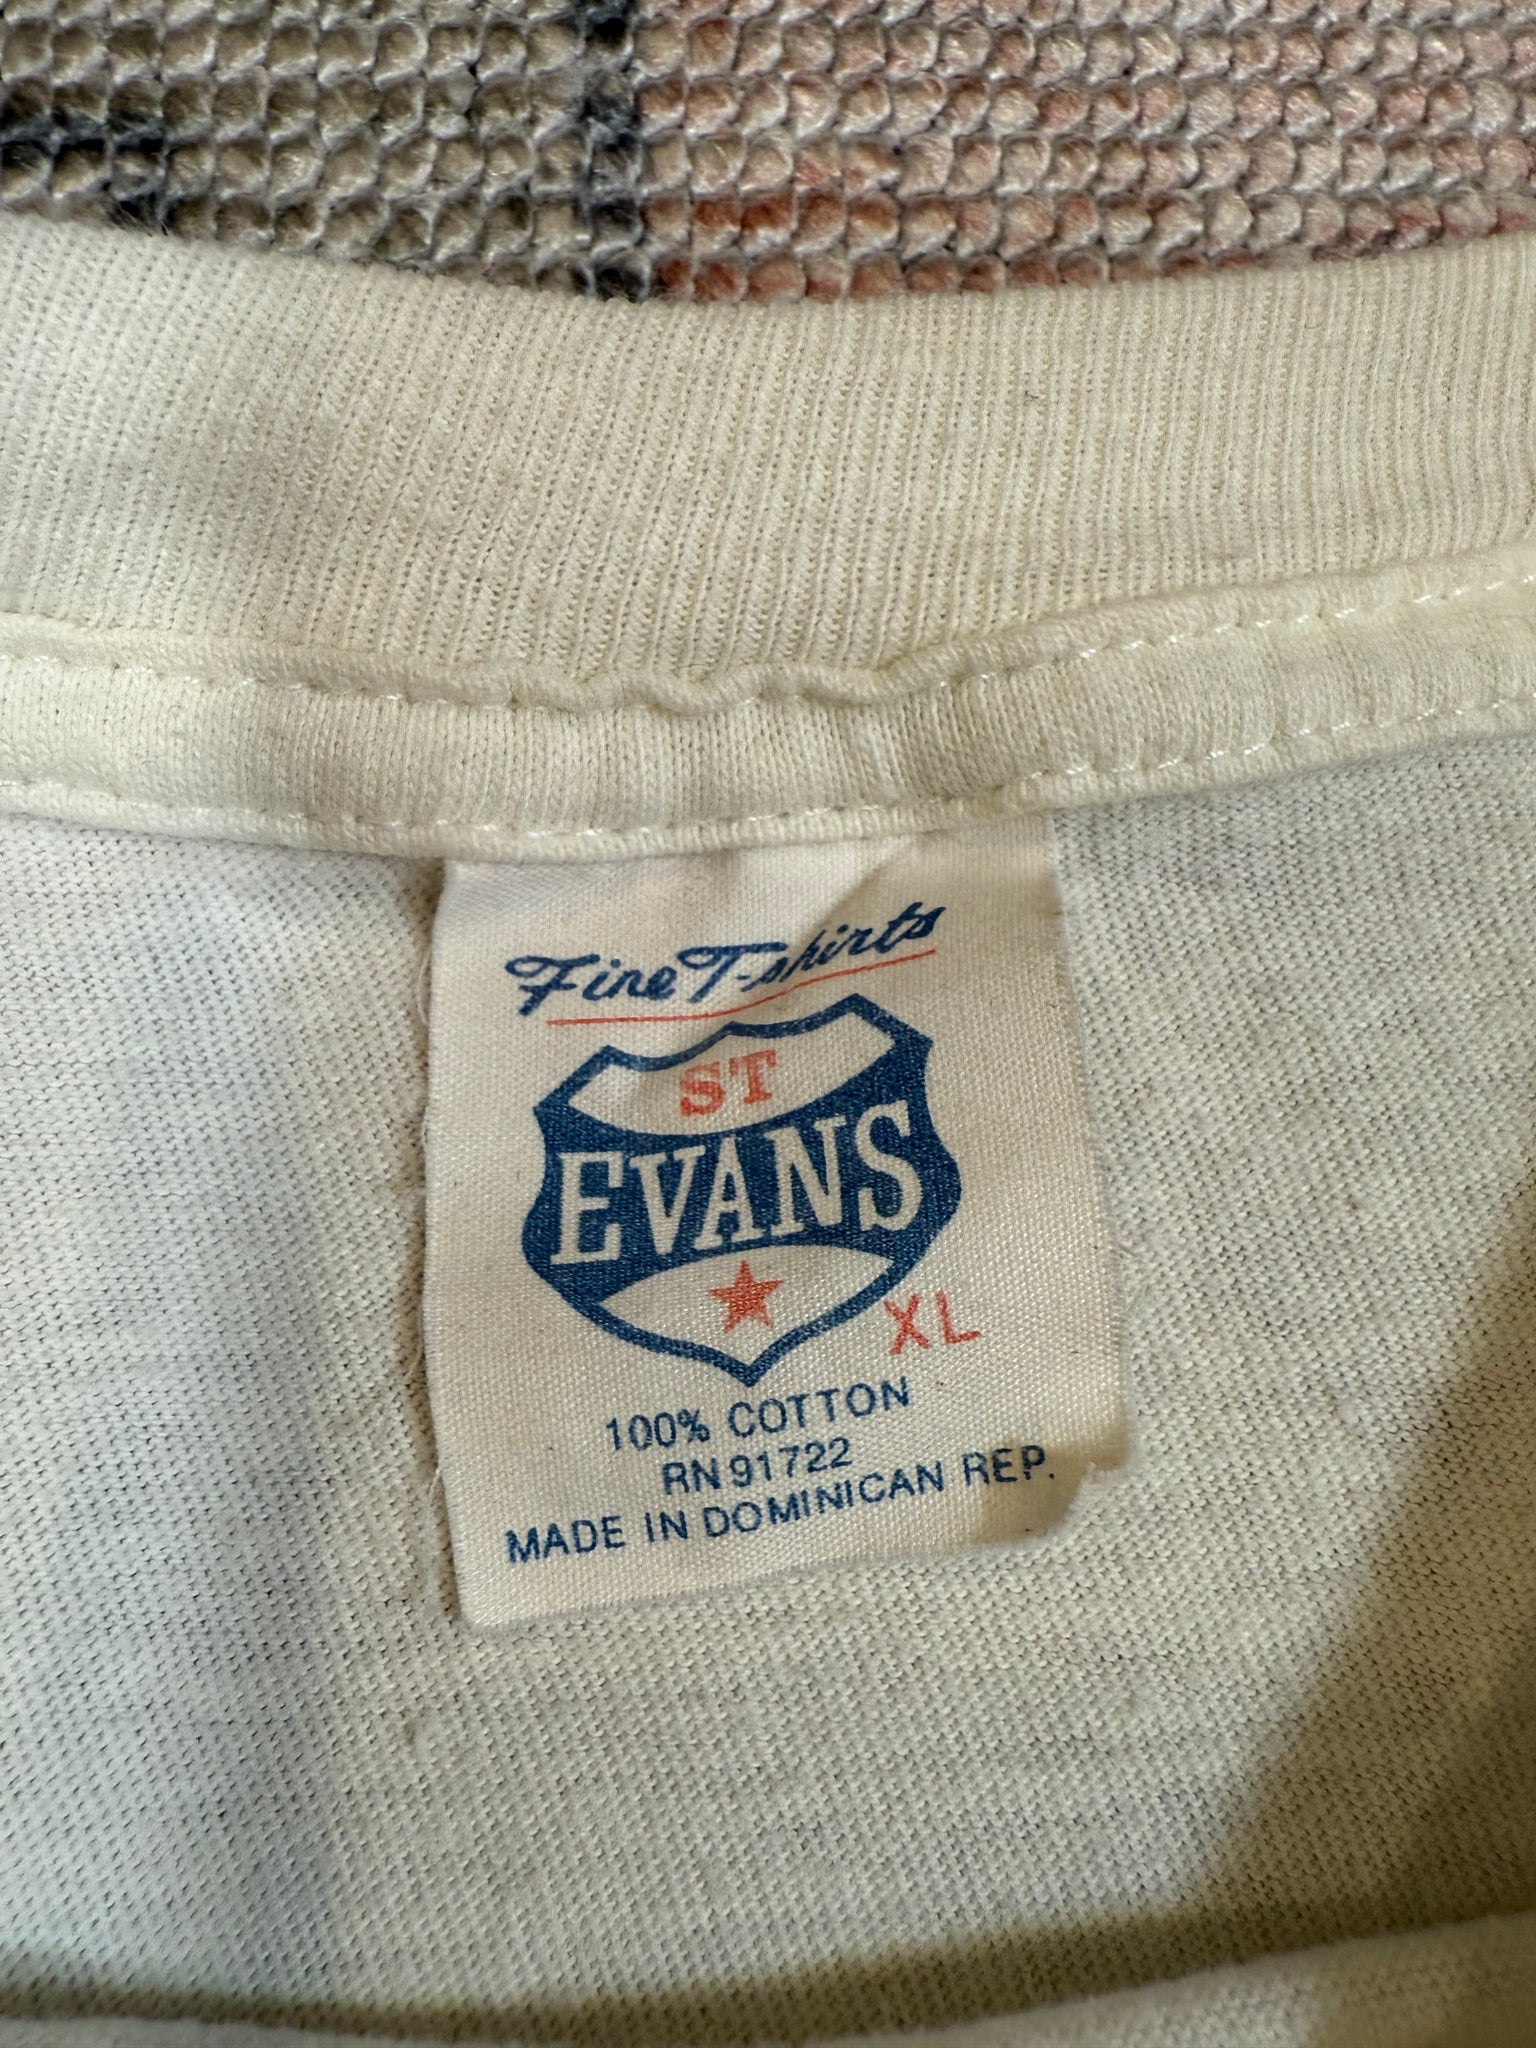 Fine T-shirts
ST
EVANS
XL
100% COTTON
RN 91722
MADE IN DOMINICAN REP.